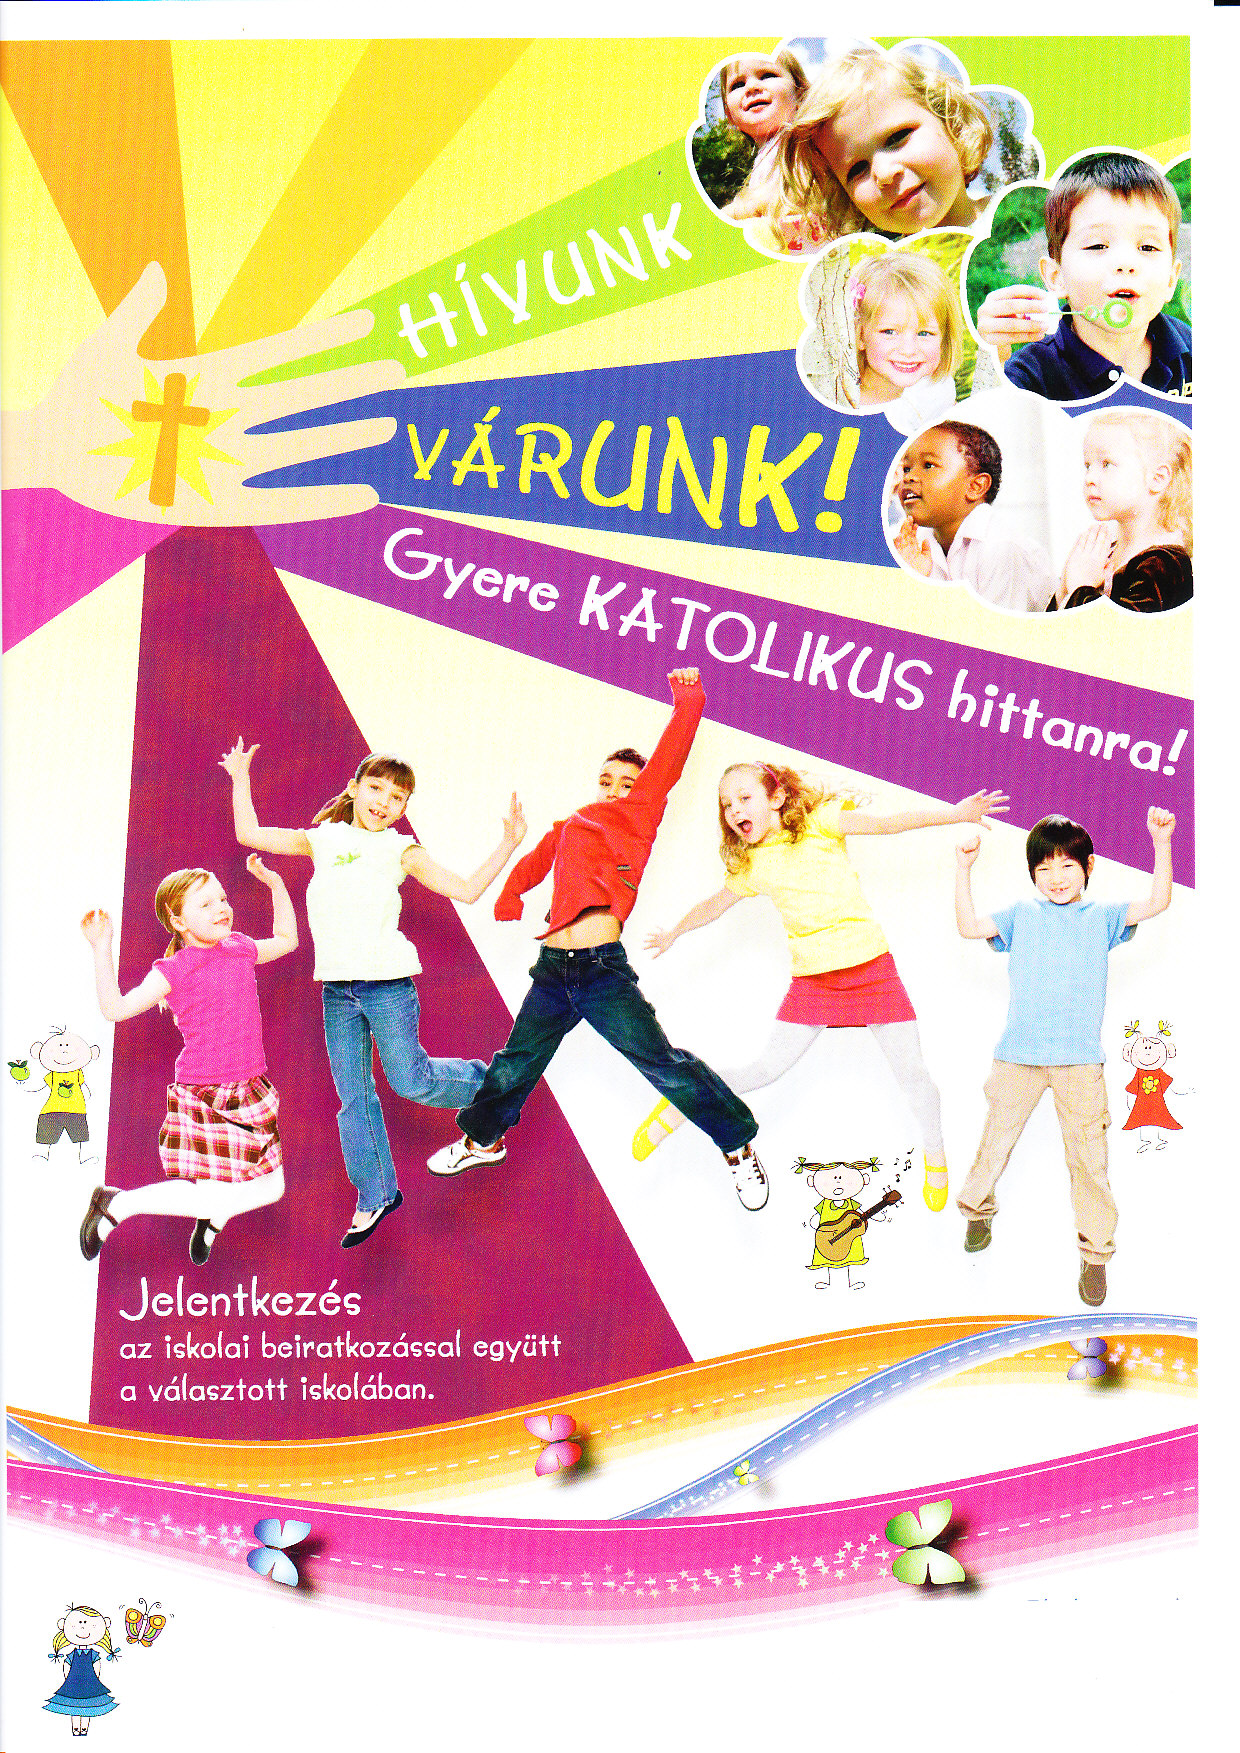 HÍVUNK
VÁRUNK!
Gyere KATOLIKUS hittanra!
Jelentkezés
az iskolai beiratkozással együtt
a választott iskolában.